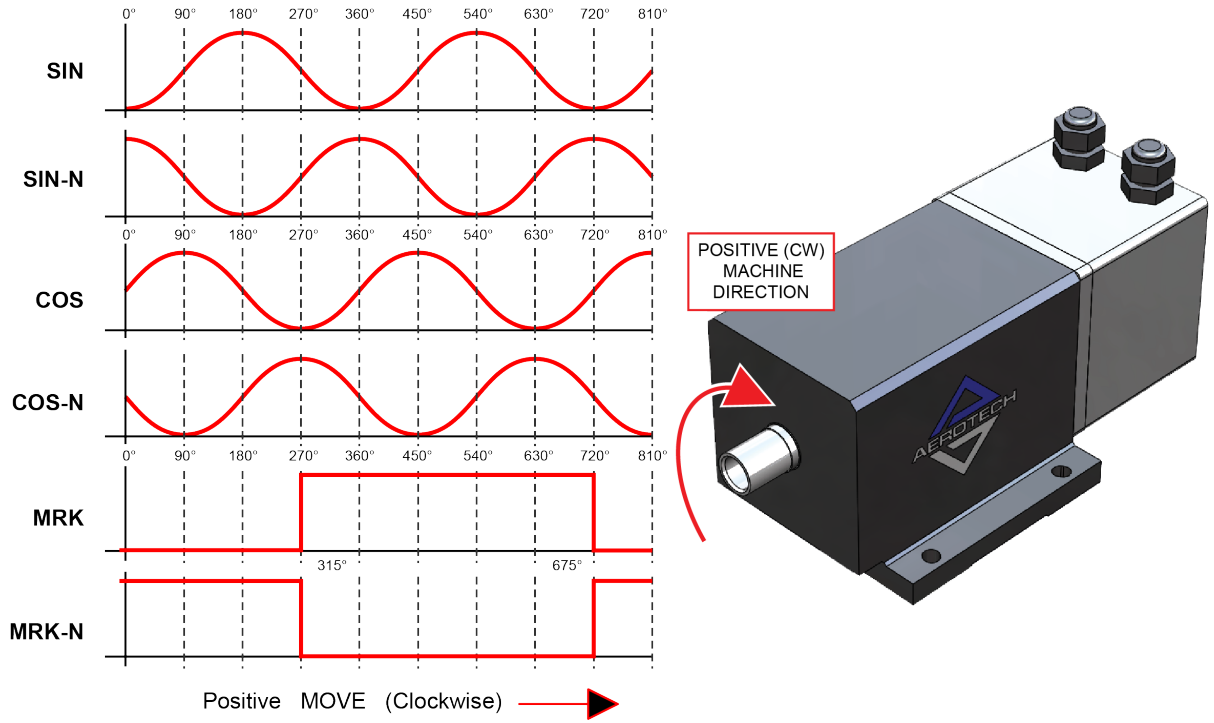 0° 90° 180° 270° 360° 450° 540° 630° 720° 810°
SIN
SIN-N
90° 180° 270° 360° 450° 540° 630° 720° 810°
COS
COS-N
90° 180° 270° 360° 450° 540° 630° 720° 810°
MRK
315° 675°
MRK-N
Positive MOVE (Clockwise)
POSITIVE (CW)
MACHINE
DIRECTION
AEROTECH